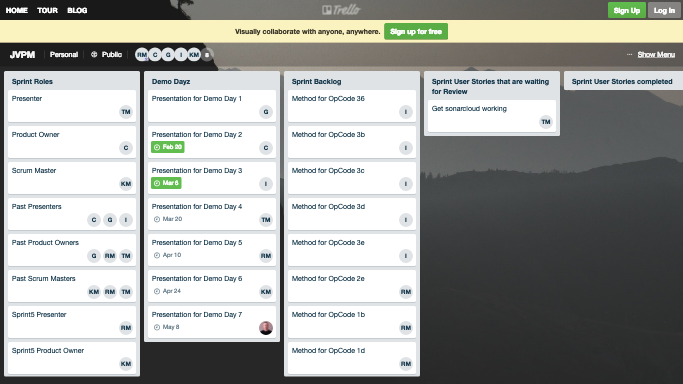 HOME TOUR BLOG
Trello
Sign Up Log In
Visually collaborate with anyone, anywhere. Sign up for free
JVPM Personal Public RM C G I KM
... Show Menu
Sprint Roles
Presenter
TM
Product Owner
C
Scrum Master
KM
Past Presenters
C G I
Past Product Owners
G RM TM
Past Scrum Masters
KM RM TM
Sprint5 Presenter
RM
Sprint5 Product Owner
KM
Demo Dayz
Presentation for Demo Day 1
G
Presentation for Demo Day 2
Feb 20
C
Presentation for Demo Day 3
Mar 6
I
Presentation for Demo Day 4
Mar 20
TM
Presentation for Demo Day 5
Apr 10
RM
Presentation for Demo Day 6
Apr 24
KM
Presentation for Demo Day 7
May 8
Sprint Backlog
Method for OpCode 36
I
Method for OpCode 3b
I
Method for OpCode 3c
I
Method for OpCode 3d
I
Method for OpCode 3e
I
Method for OpCode 2e
RM
Method for OpCode 1b
RM
Method for OpCode 1d
RM
Sprint User Stories that are waiting
for Review
Get sonarcloud working
TM
Sprint User Stories completed